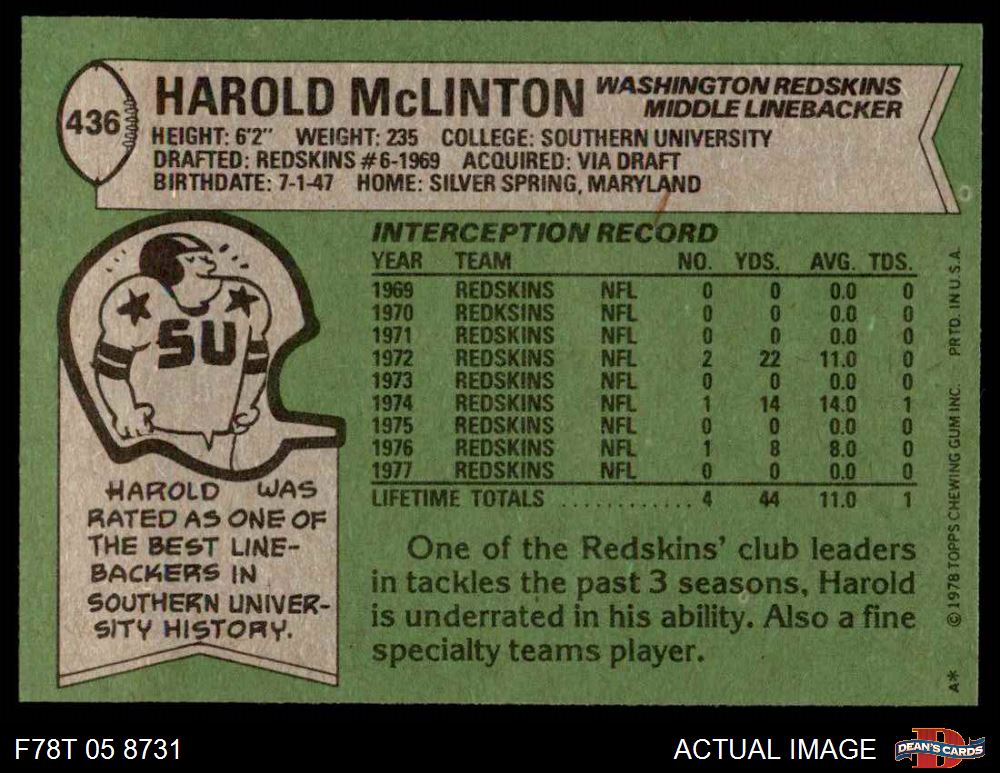 436
HAROLD McLINTON
WASHINGTON REDSKINS
MIDDLE LINEBACKER
HEIGHT: 6'2" WEIGHT: 235 COLLEGE: SOUTHERN UNIVERSITY
DRAFTED: REDSKINS #6-1969 ACQUIRED: VIA DRAFT
BIRTHDATE: 7-1-47 HOME: SILVER SPRING, MARYLAND
SU
HAROLD WAS
RATED AS ONE OF
THE BEST LINE-
BACKERS IN
SOUTHERN UNIVER-
SITY HISTORY.
INTERCEPTION RECORD
YEAR TEAM NO. YDS. AVG. TDS.
1969 REDSKINS NFL 0 0 0.0 0
1970 REDKSINS NFL 0 0 0.0 0
1971 REDSKINS NFL 0 0 0.0 0
1972 REDSKINS NFL 2 22 11.0 0
1973 REDSKINS NFL 0 0 0.0 0
1974 REDSKINS NFL 1 14 14.0 1
1975 REDSKINS NFL 0 0 0.0 0
1976 REDSKINS NFL 1 8 8.0 0
1977 REDSKINS NFL 0 0 0.0 0
LIFETIME TOTALS ............ 4 44 11.0 1
One of the Redskins' club leaders
in tackles the past 3 seasons, Harold
is underrated in his ability. Also a fine
specialty teams player.
A* ©1978 TOPPS CHEWING GUM INC. PRTD. IN U.S.A.
F78T 05 8731
ACTUAL IMAGE
DEAN'S CARDS